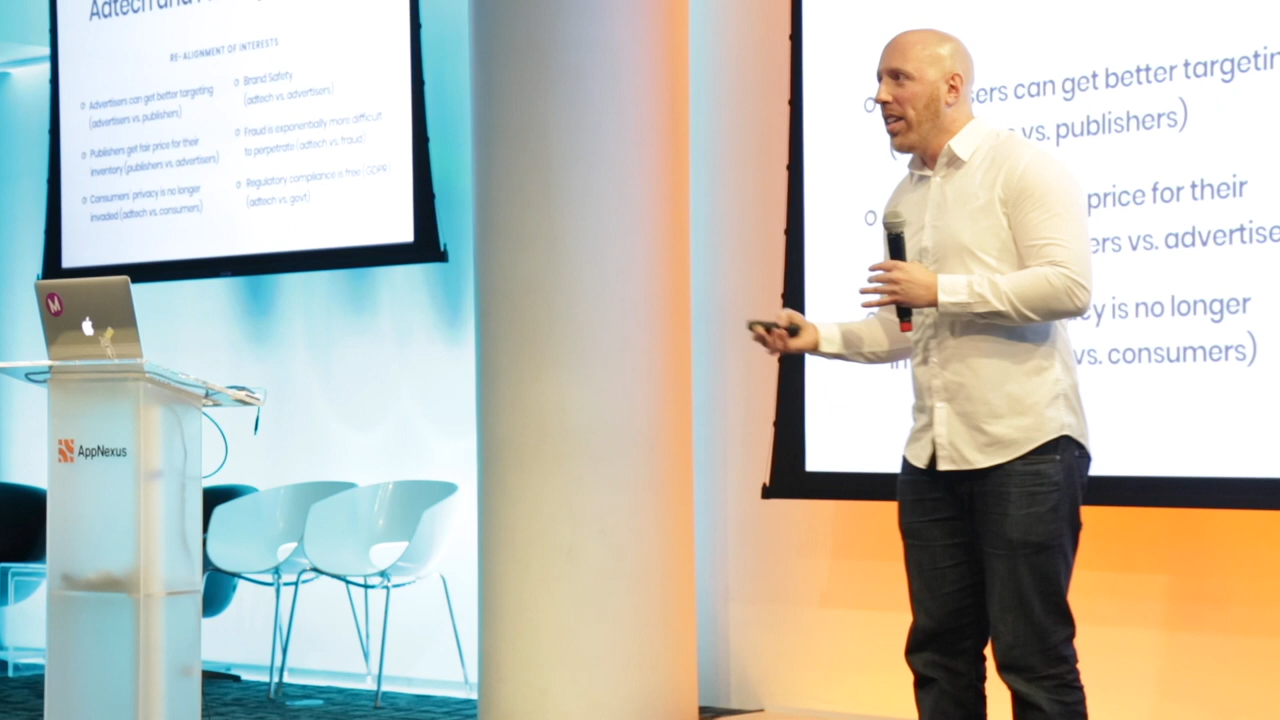 Adtech and
RE-ALIGNMENT OF INTERESTS
Advertisers can get better targeting
(advertisers vs. publishers)
Publishers get fair price for their
inventory (publishers vs. advertisers)
Consumers' privacy is no longer
invaded (adtech vs. consumers)
Brand Safety
(adtech vs. advertisers)
Fraud is exponentially more difficult
to perpetrate (adtech vs. fraud)
Regulatory compliance is free (GDPR)
(adtech vs. govt)
M
AppNexus
sers can get better targetin
vs. publishers)
price for their
ers vs. advertise
cy is no longer
vs. consumers)